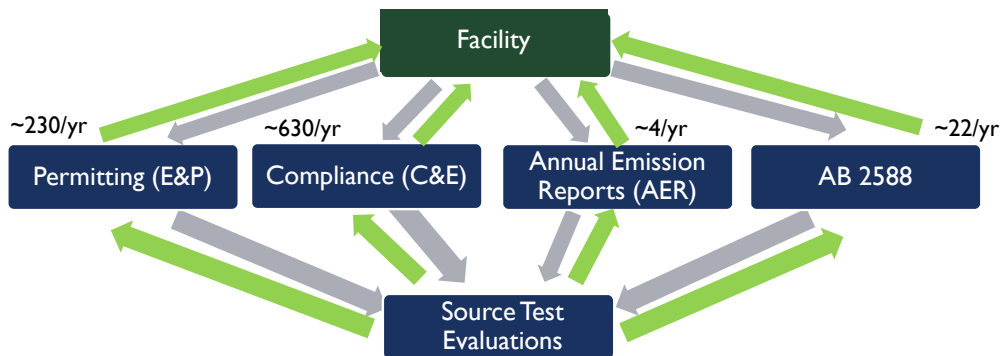 Facility
~230/yr
~630/yr
~4/yr
~22/yr
Permitting (E&P)
Compliance (C&E)
Annual Emission
Reports (AER)
AB 2588
Source Test
Evaluations